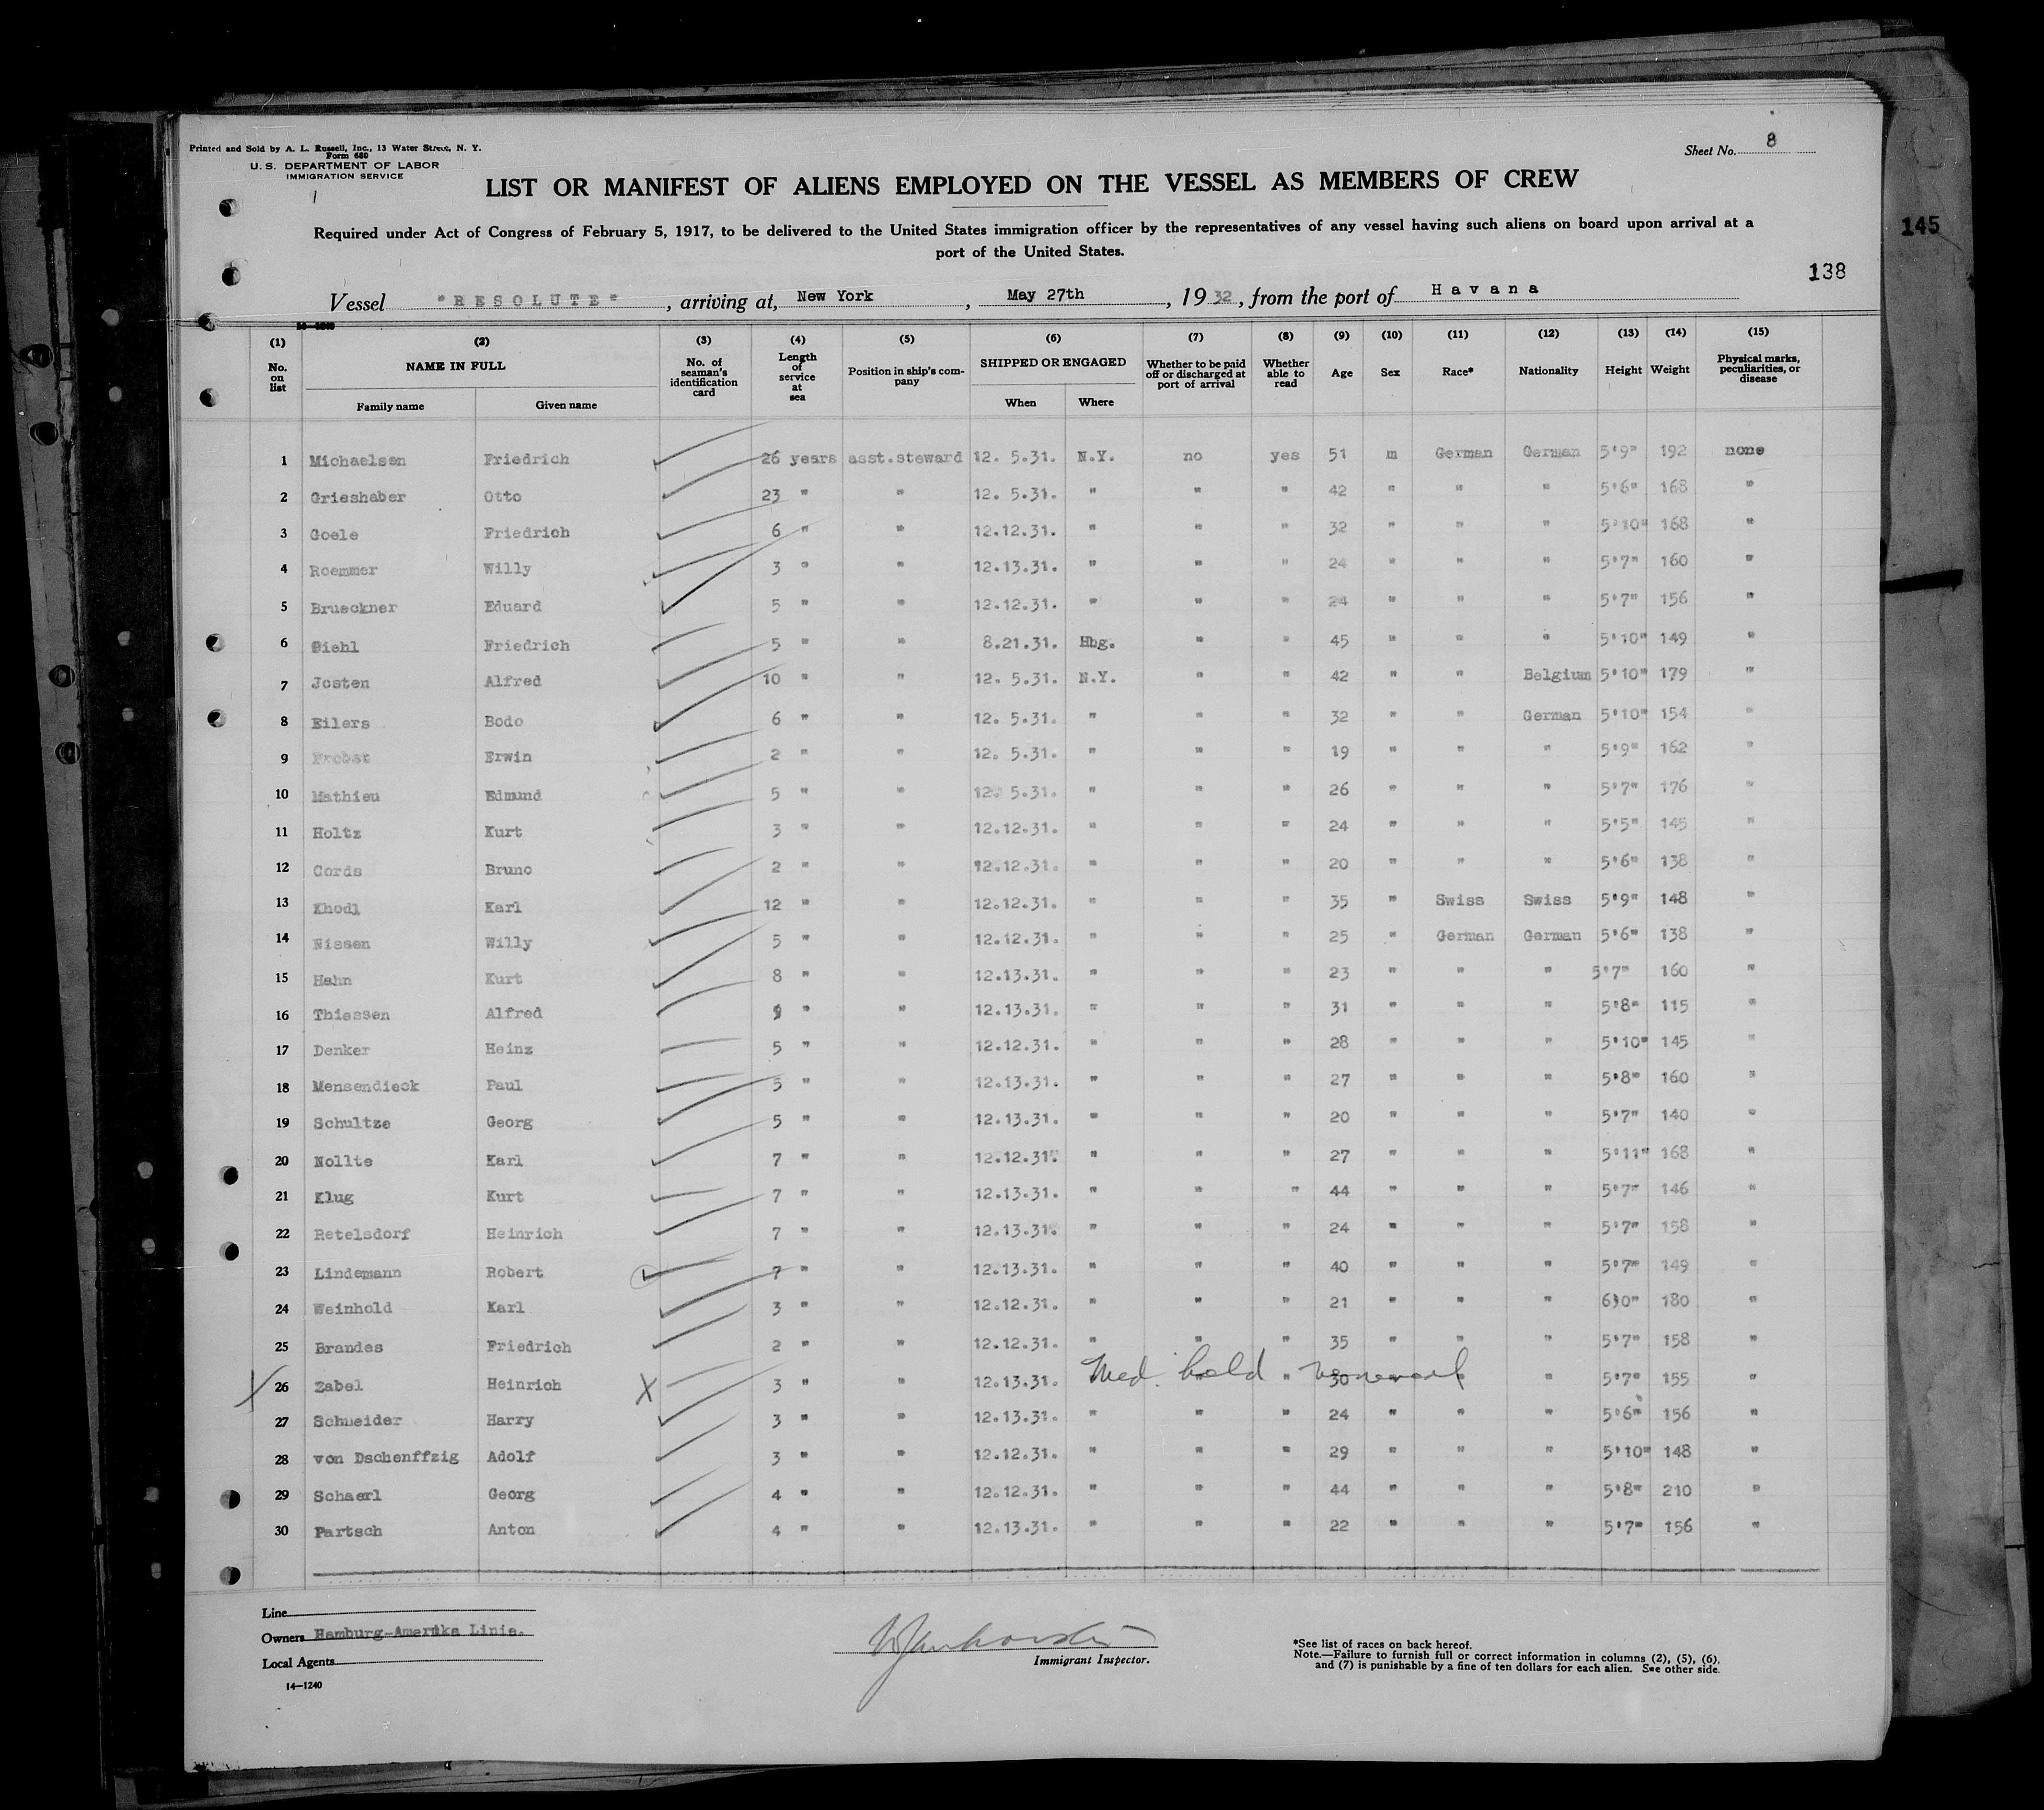 Printed and Sold by A. L. Russell, Inc., 13 Water Street, N. Y.
Form 680
U. S. DEPARTMENT OF LABOR
IMMIGRATION SERVICE
Sheet No. 8
LIST OR MANIFEST OF ALIENS EMPLOYED ON THE VESSEL AS MEMBERS OF CREW
Required under Act of Congress of February 5, 1917, to be delivered to the United States immigration officer by the representatives of any vessel having such aliens on board upon arrival at a
port of the United States.
145
138
Vessel "RESOLUTE", arriving at, New York, May 27th, 1932, from the port of Havana
(1) (2) (3) (4) (5) (6) (7) (8) (9) (10) (11) (12) (13) (14) (15)
No. on list NAME IN FULL Family name Given name No. of seaman's identification card Length of service at sea Position in ship's company SHIPPED OR ENGAGED When Where Whether to be paid off or discharged at port of arrival Whether able to read Age Sex Race* Nationality Height Weight Physical marks, peculiarities, or disease
1 Michaelsen Friedrich 26 years asst.steward 12. 5.31. N.Y. no yes 51 m German German 5'9" 192 none
2 Grieshaber Otto 23 " " 12. 5.31. " " " 42 " " " 5'6" 168 "
3 Goele Friedrich 6 " " 12.12.31. " " " 32 " " " 5'10" 168 "
4 Roemmer Willy 3 " " 12.13.31. " " " 24 " " " 5'7" 160 "
5 Brueckner Eduard 5 " " 12.12.31. " " " 24 " " " 5'7" 156 "
6 Diehl Friedrich 5 " " 8.21.31. Hbg. " " 45 " " " 5'10" 149 "
7 Josten Alfred 10 " " 12. 5.31. N.Y. " " 42 " " Belgium 5'10" 179 "
8 Eilers Bodo 6 " " 12. 5.31. " " " 32 " " German 5'10" 154 "
9 Probst Erwin 2 " " 12. 5.31. " " " 19 " " " 5'9" 162 "
10 Mathieu Edmund 5 " " 12. 5.31. " " " 26 " " " 5'7" 176 "
11 Holtz Kurt 3 " " 12.12.31. " " " 24 " " " 5'5" 145 "
12 Cords Bruno 2 " " 12.12.31. " " " 20 " " " 5'6" 138 "
13 Khodl Karl 12 " " 12.12.31. " " " 35 " Swiss Swiss 5'9" 148 "
14 Nissen Willy 5 " " 12.12.31. " " " 25 " German German 5'6" 138 "
15 Hahn Kurt 8 " " 12.13.31. " " " 23 " " " 5'7" 160 "
16 Thiessen Alfred " " 12.13.31. " " " 31 " " " 5'8" 115 "
17 Denker Heinz 5 " " 12.12.31. " " " 28 " " " 5'10" 145 "
18 Mensendieck Paul 5 " " 12.13.31. " " " 27 " " " 5'8" 160 "
19 Schultze Georg 5 " " 12.13.31. " " " 20 " " " 5'7" 140 "
20 Nollte Karl 7 " " 12.12.31. " " " 27 " " " 5'11" 168 "
21 Klug Kurt 7 " " 12.13.31. " " " 44 " " " 5'7" 146 "
22 Retelsdorf Heinrich 7 " " 12.13.31. " " " 24 " " " 5'7" 158 "
23 Lindemann Robert 7 " " 12.13.31. " " " 40 " " " 5'7" 149 "
24 Weinhold Karl 3 " " 12.12.31. " " " 21 " " " 6'0" 180 "
25 Brandes Friedrich 2 " " 12.12.31. " " " 35 " " " 5'7" 158 "
X 26 Zabel Heinrich X 3 " " 12.13.31. Med. hold " 30 " " 5'7" 155 "
27 Schneider Harry 3 " " 12.13.31. " " " 24 " " " 5'6" 156 "
28 von Dschenffzig Adolf 3 " " 12.12.31. " " " 29 " " " 5'10" 148 "
29 Schaerl Georg 4 " " 12.12.31. " " " 44 " " " 5'8" 210 "
30 Partsch Anton 4 " " 12.13.31. " " " 22 " " " 5'7" 156 "
Line
Owners Hamburg-Amerika Linie.
Local Agents
14—1240
Immigrant Inspector.
*See list of races on back hereof.
Note.—Failure to furnish full or correct information in columns (2), (5), (6),
and (7) is punishable by a fine of ten dollars for each alien. See other side.